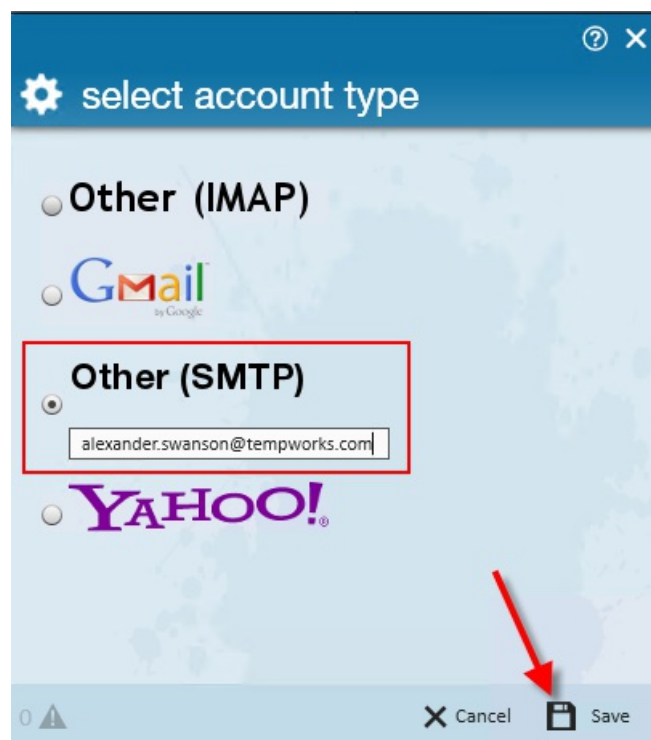 select account type
Other (IMAP)
GMail
by Google
Other (SMTP)
alexander.swanson@tempworks.com
YAHOO!®
0
Cancel
Save